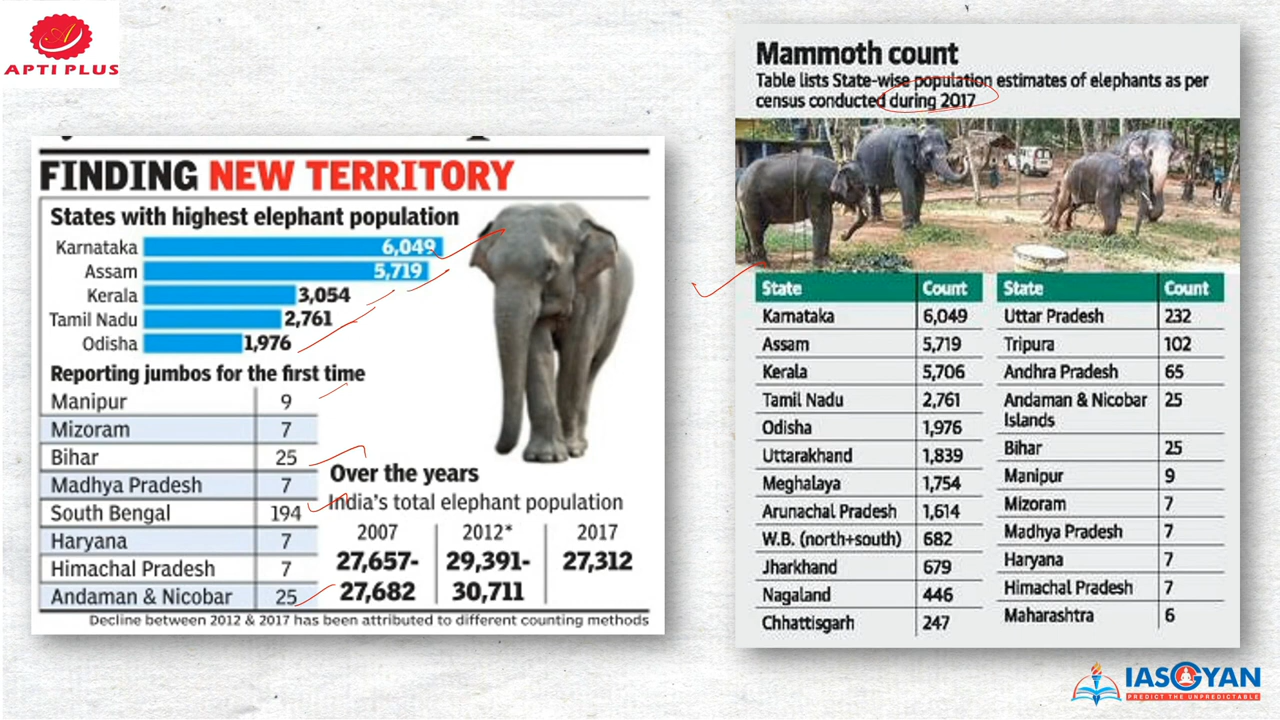 APTI PLUS
FINDING NEW TERRITORY
States with highest elephant population
Karnataka 6,049
Assam 5,719
Kerala 3,054
Tamil Nadu 2,761
Odisha 1,976
Reporting jumbos for the first time
Manipur 9
Mizoram 7
Bihar 25
Madhya Pradesh 7
South Bengal 194
Haryana 7
Himachal Pradesh 7
Andaman & Nicobar 25
Over the years
India's total elephant population
2007 2012* 2017
27,657- 29,391- 27,312
27,682 30,711
Decline between 2012 & 2017 has been attributed to different counting methods
Mammoth count
Table lists State-wise population estimates of elephants as per
census conducted during 2017
State Count
Karnataka 6,049
Assam 5,719
Kerala 5,706
Tamil Nadu 2,761
Odisha 1,976
Uttarakhand 1,839
Meghalaya 1,754
Arunachal Pradesh 1,614
W.B. (north+south) 682
Jharkhand 679
Nagaland 446
Chhattisgarh 247
State Count
Uttar Pradesh 232
Tripura 102
Andhra Pradesh 65
Andaman & Nicobar 25
Islands
Bihar 25
Manipur 9
Mizoram 7
Madhya Pradesh 7
Haryana 7
Himachal Pradesh 7
Maharashtra 6
IASGYAN
PREDICT THE UNPREDICTABLE